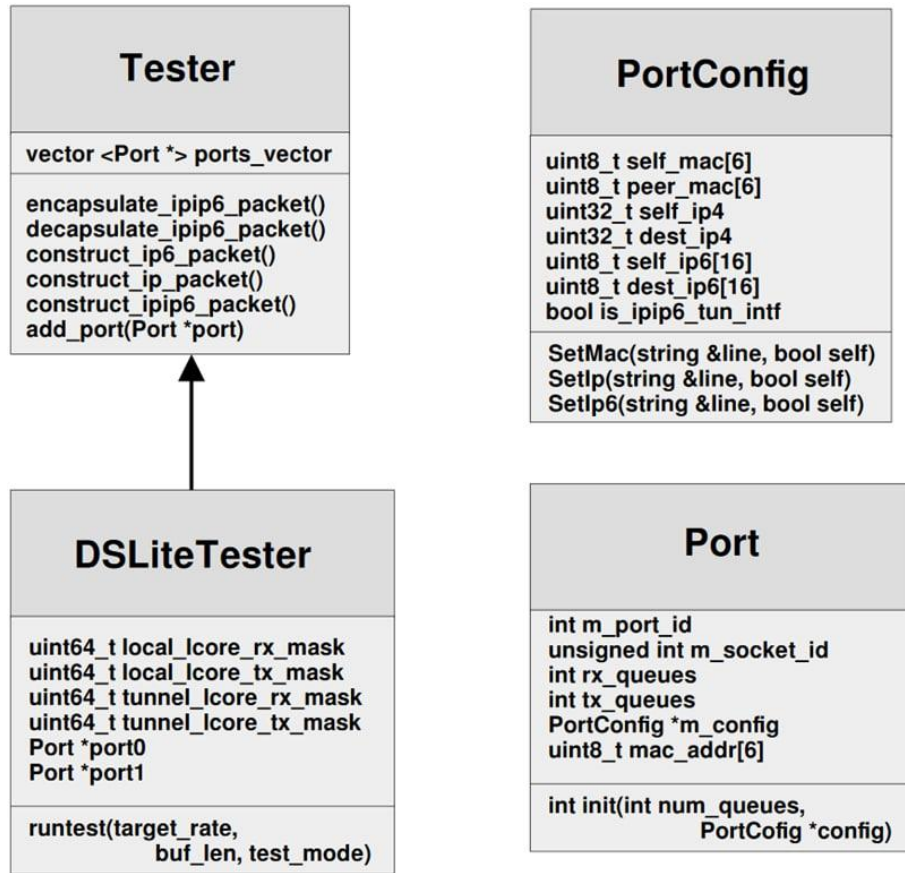 Tester
vector <Port *> ports_vector
encapsulate_ipip6_packet()
decapsulate_ipip6_packet()
construct_ip6_packet()
construct_ip_packet()
construct_ipip6_packet()
add_port(Port *port)
PortConfig
uint8_t self_mac[6]
uint8_t peer_mac[6]
uint32_t self_ip4
uint32_t dest_ip4
uint8_t self_ip6[16]
uint8_t dest_ip6[16]
bool is_ipip6_tun_intf
SetMac(string &line, bool self)
SetIp(string &line, bool self)
SetIp6(string &line, bool self)
DSLiteTester
uint64_t local_lcore_rx_mask
uint64_t local_lcore_tx_mask
uint64_t tunnel_lcore_rx_mask
uint64_t tunnel_lcore_tx_mask
Port *port0
Port *port1
runtest(target_rate,
buf_len, test_mode)
Port
int m_port_id
unsigned int m_socket_id
int rx_queues
int tx_queues
PortConfig *m_config
uint8_t mac_addr[6]
int init(int num_queues,
PortCofig *config)